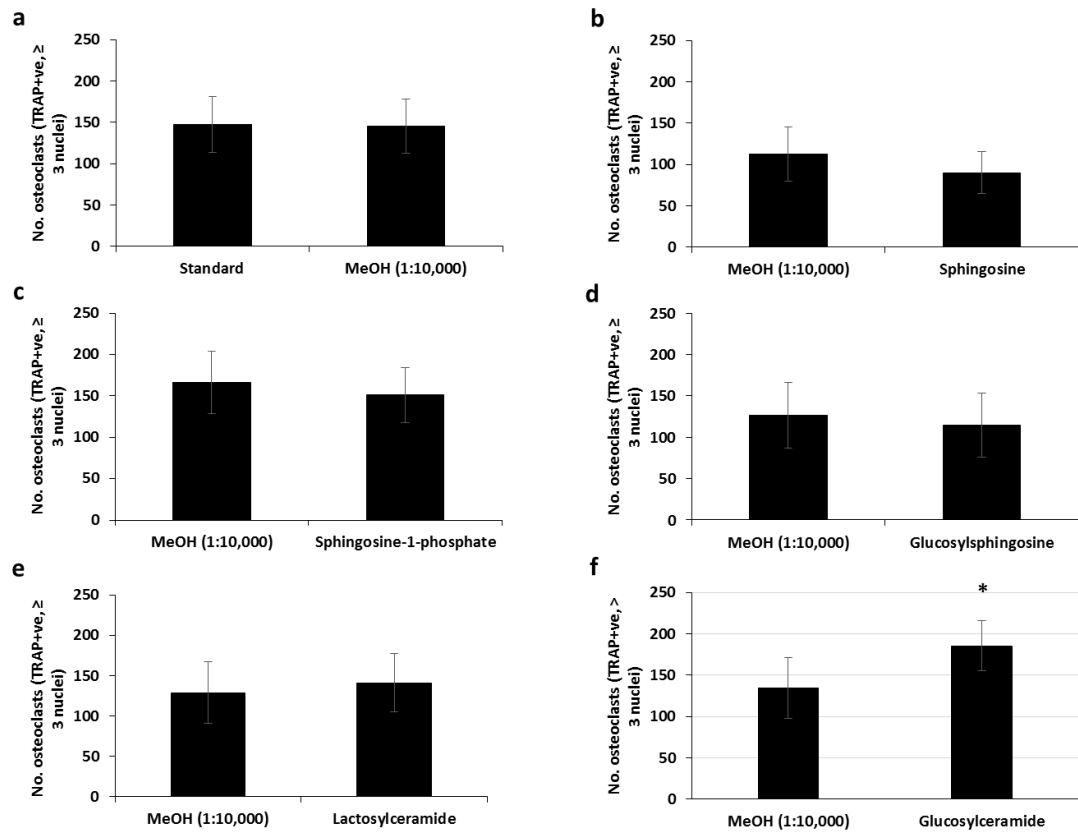 a
No. osteoclasts (TRAP+ve, ≥
3 nuclei)
250
200
150
100
50
0
Standard
MeOH (1:10,000)
b
No. osteoclasts (TRAP+ve, ≥
3 nuclei)
250
200
150
100
50
0
MeOH (1:10,000)
Sphingosine
c
No. osteoclasts (TRAP+ve, ≥
3 nuclei)
250
200
150
100
50
0
MeOH (1:10,000)
Sphingosine-1-phosphate
d
No. osteoclasts (TRAP+ve, ≥
3 nuclei)
250
200
150
100
50
0
MeOH (1:10,000)
Glucosylsphingosine
e
No. osteoclasts (TRAP+ve, ≥
3 nuclei)
250
200
150
100
50
0
MeOH (1:10,000)
Lactosylceramide
f
No. osteoclasts (TRAP+ve, >
3 nuclei)
250
200
150
100
50
0
*
MeOH (1:10,000)
Glucosylceramide